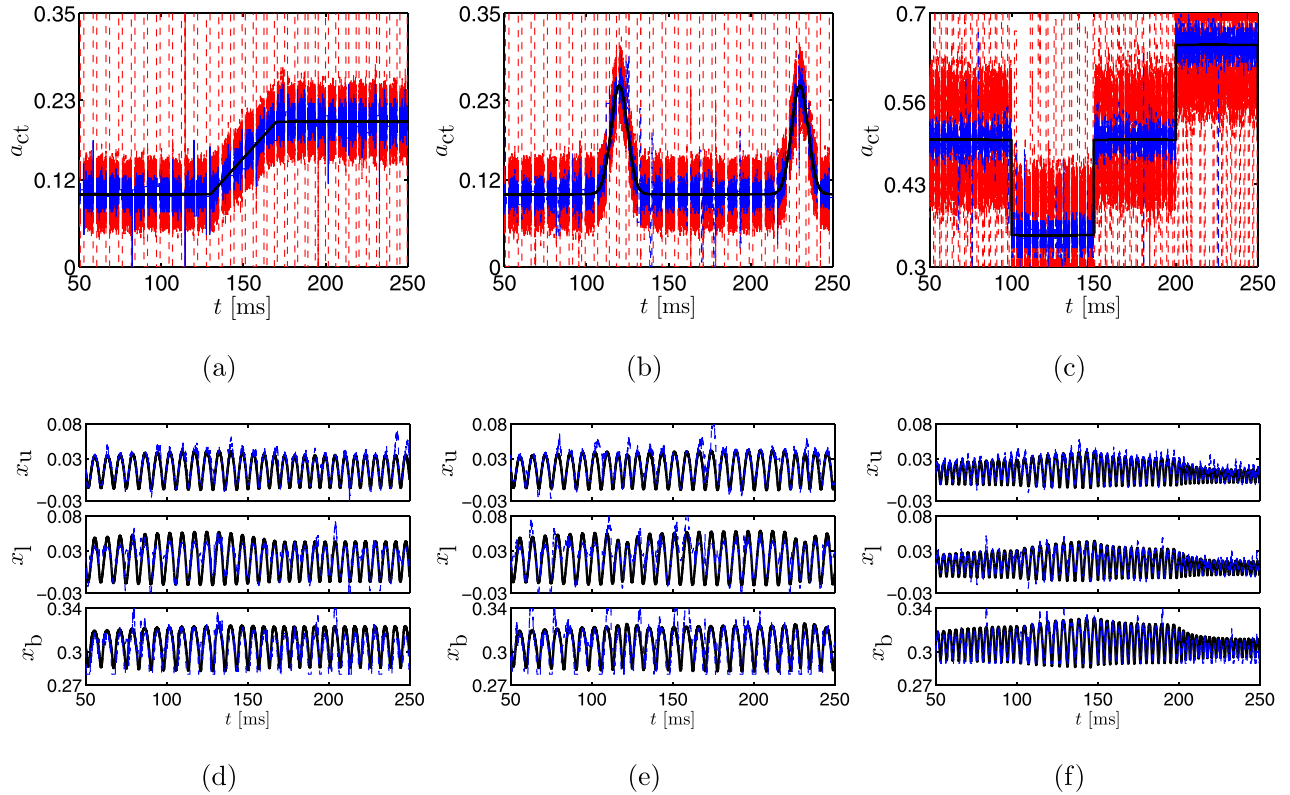 0.35 0.35 0.7
a_ct 0.23 a_ct 0.23 a_ct 0.56
0.12 0.12 0.43
0 0 0.3
50 100 150 200 250 50 100 150 200 250 50 100 150 200 250
t [ms] t [ms] t [ms]
(a) (b) (c)
0.08 0.08 0.08
x_u 0.03 x_u 0.03 x_u 0.03
−0.03 −0.03 −0.03
0.08 0.08 0.08
x_l 0.03 x_l 0.03 x_l 0.03
−0.03 −0.03 −0.03
0.34 0.34 0.34
x_b 0.3 x_b 0.3 x_b 0.3
0.27 0.27 0.27
50 100 150 200 250 50 100 150 200 250 50 100 150 200 250
t [ms] t [ms] t [ms]
(d) (e) (f)